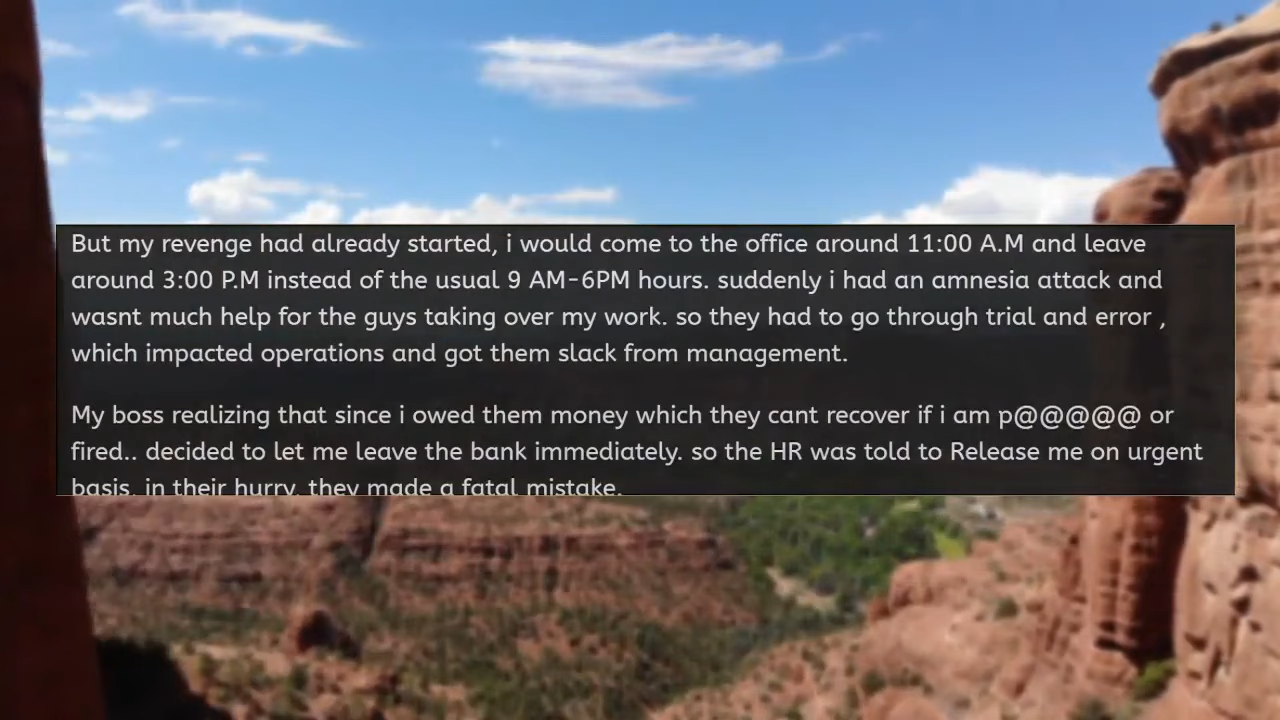 But my revenge had already started, i would come to the office around 11:00 A.M and leave
around 3:00 P.M instead of the usual 9 AM-6PM hours. suddenly i had an amnesia attack and
wasnt much help for the guys taking over my work. so they had to go through trial and error ,
which impacted operations and got them slack from management.
My boss realizing that since i owed them money which they cant recover if i am p@@@@@ or
fired.. decided to let me leave the bank immediately. so the HR was told to Release me on urgent
basis. in their hurry, they made a fatal mistake.